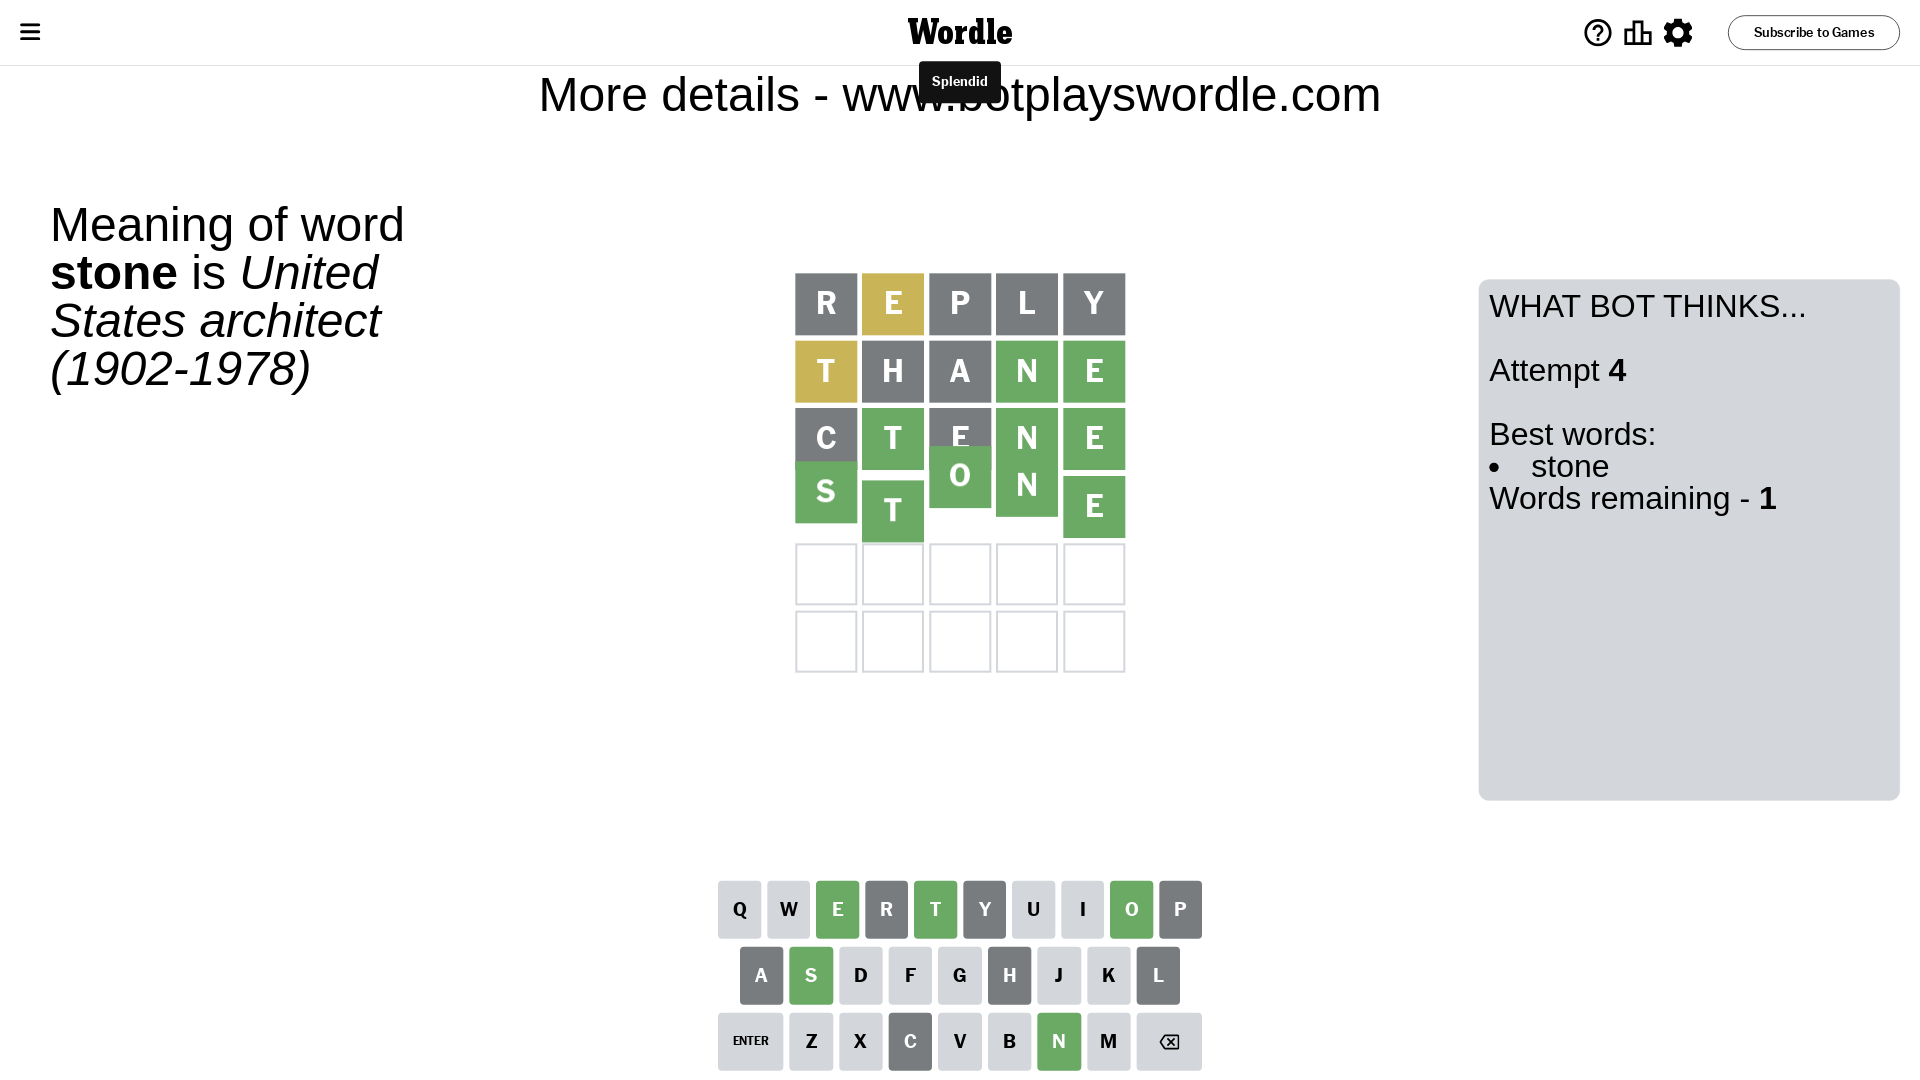 Wordle
Subscribe to Games
Splendid
More details - www.botplayswordle.com
Meaning of word
stone is United
States architect
(1902-1978)
R E P L Y
T H A N E
C T E N E
S T O N E
WHAT BOT THINKS...
Attempt 4
Best words:
• stone
Words remaining - 1
Q W E R T Y U I O P
A S D F G H J K L
ENTER Z X C V B N M